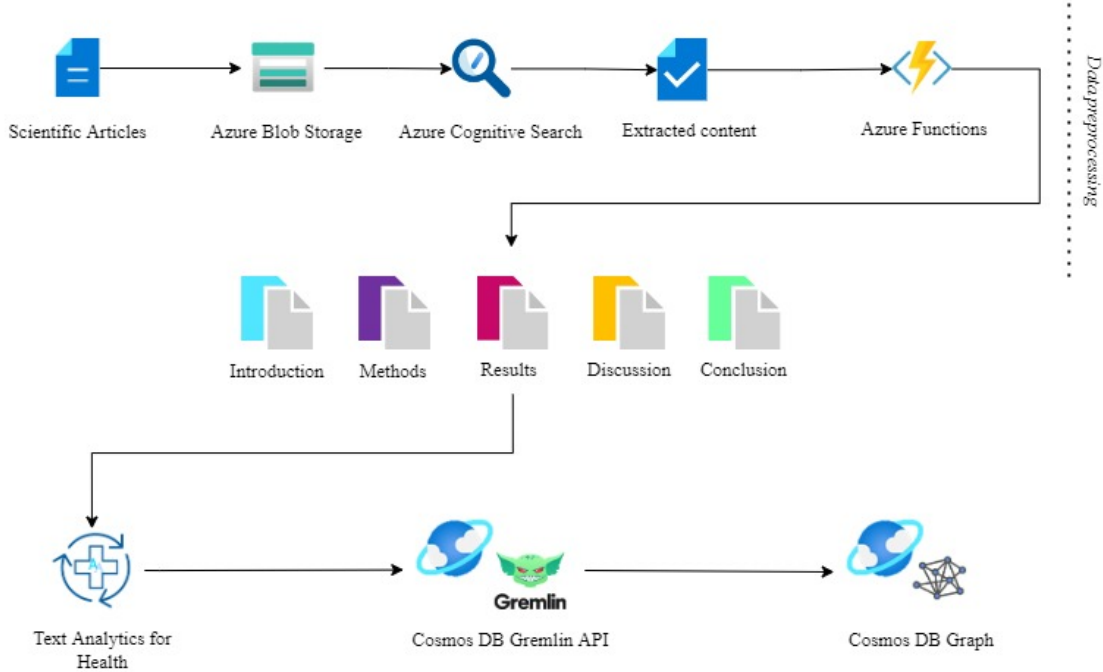 Scientific Articles
Azure Blob Storage
Azure Cognitive Search
Extracted content
Azure Functions
Data preprocessing
Introduction
Methods
Results
Discussion
Conclusion
Text Analytics for
Health
Gremlin
Cosmos DB Gremlin API
Cosmos DB Graph